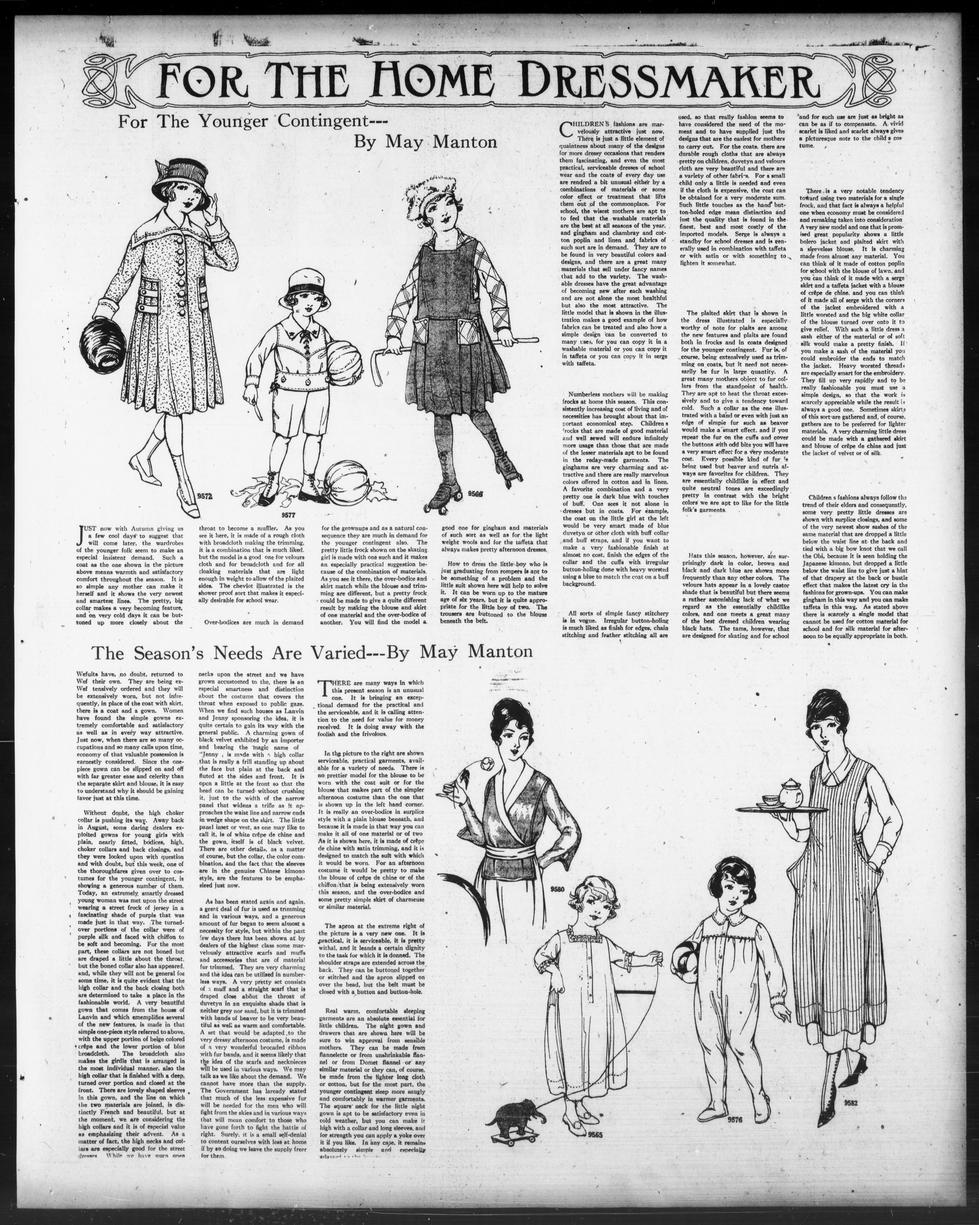 FOR THE HOME DRESSMAKER
For The Younger Contingent---
By May Manton
9572
9577
9566
JUST now with Autumn giving us
a few cool days to suggest that
will come later, the wardrobes
of the younger folk seem to make an
especial insistent demand. Such a
coat as the one shown in the picture
above means warmth and satisfactory
comfort throughout the season. It is
so simple any mother can make it
herself and it shows the very newest
and smartest lines. The pretty, big
collar makes a very becoming feature,
and on very cold days it can be but-
toned up more closely about the
throat to become a muffler. As you
see it here, it is made of a rough cloth
with broadcloth making the trimming,
it is a combination that is much liked.
but the model is a good one for velours
cloth and for broadcloth and for all
cloaking materials that are light
enough in weight to allow of the plaited
sides. The cheviot illustrated is the
shower proof sort that makes it especi-
ally desirable for school wear.
Over-bodices are much in demand
for the grownups and as a natural con-
sequence they are much in demand for
the younger contingent also. The
pretty little frock shown on the skating
girl is made with one such and it makes
an especially practical suggestion be-
cause of the combination of materials.
As you see it here, the over-bodice and
skirt match while the blouse and trim-
ming are different, but a pretty frock
could be made to give a quite different
result by making the blouse and skirt
of one material and the over-bodice of
another. You will find the model a
good one for gingham and materials
of such sort as well as for the light
weight wools and for the taffeta that
always makes pretty afternoon dresses.
How to dress the little-boy who is
just graduating from rompers is apt to
be something of a problem and the
little suit shown here will help to solve
it. It can be worn up to the mature
age of six years, but it is quite appro-
priate for the little boy of two. The
trousers are buttoned to the blouse
beneath the belt.
CHILDREN'S fashions are mar-
velously attractive just now.
There is just a little element of
quaintness about many of the designs
for more dressy occasions that renders
them fascinating, and even the most
practical, serviceable dresses of school
wear and the coats of every day use
are rendred a bit unusual either by a
combinations of materials or some
color effect or treatment that lifts
them out of the commonplace. For
school, the wisest mothers are apt to
to feel that the washable materials
are the best at all seasons of the year,
and gingham and chambray and cot-
ton poplin and linen and fabrics of
such sort are in demand. They are to
be found in very beautiful colors and
designs, and there are a great many
materials that sell under fancy names
that add to the variety. The wash-
able dresses have the great advantage
of becoming new after each washing
and are not alone the most healthful
but also the most attractive. The
little model that is shown in the illus-
tration makes a good example of how
fabrics can be treated and also how a
simple design can be converted to
many uses, for you can copy it in a
washable material or you can copy it
in taffeta or you can copy it in serge
with taffeta.
Numberless mothers will be making
frocks at home this season. This con-
sistently increasing cost of living and of
necessities has brought about that im-
portant economical step. Children s
frocks that are made of good material
and well sewed will endure infinitely
more usage than those that are made
of the lesser materials apt to be found
in the reday-made garments. The
ginghams are very charming and at-
tractive and there are really marvelous
colors offered in cotton and in linen.
A favorite combination and a very
pretty one is dark blue with touches
of buff. One sees it not alone in
dresses but in coats. For example,
the coat on the little girl at the left
would be very smart made of blue
duvetyn or other cloth with buff collar
and buff straps, and if you want to
make a very fashionable finish at
almost no cost, finish the edges of the
collar and the cuffs with irregular
button-holing done with heavy worsted
using a blue to match the coat on a buff
background.
All sorts of simple fancy stitchery
is in vogue. Irregular button-holing
is much liked as finish for edges, chain
stitching and feather stitching all are
used, so that really fashion seems to
have considered the need of the mo-
ment and to have supplied just the
designs that are the easiest for mothers
to carry out. For the coats, there are
durable rough cloths that are always
pretty on children, duvetyn and velours
cloth are very beautiful and there are
a variety of other fabrics. For a small
child only a little is needed and even
if the cloth is expensive, the coat can
be obtained for a very moderate sum.
Such little touches as the hand but-
ton-holed edge mean distinction and
just the quality that is found in the
finest, best and most costly of the
imported models. Serge is always a
standby for school dresses and is gen-
erally used in combination with taffeta
or with satin or with something to
lighten it somewhat.
The plaited skirt that is shown in
the dress illustrated is especially
worthy of note for plaits are among
the new features and plaits are found
both in frocks and in coats designed
for the younger contingent. Fur is, of
course, being extensively used as trim-
ming on coats, but it need not neces-
sarily be fur in large quantity. A
great many mothers object to fur col-
lars from the standpoint of health.
They are apt to heat the throat exces-
sively and to give a tendency toward
cold. Such a collar as the one illus-
trated with a band or even with just an
edge of simple fur such as beaver
would make a smart effect, and if you
repeat the fur on the cuffs and cover
the buttons with odd bits you will have
a very smart effect for a very moderate
cost. Every possible kind of fur is
being used but beaver and nutria al-
ways are favorites for children. They
are essentially childlike in effect and
quite neutral tones are exceedingly
pretty in contrast with the bright
colors we are apt to like for the little
folk's garments.
Hats this season, however, are sur-
prisingly dark in color, brown and
black and dark blue are shown more
frequently than any other colors. The
velours hats appear in a lovely castor
shade that is beautiful but there seems
a rather astonishing lack of what we
regard as the essentially childlike
colors, and one meets a great many
of the best dressed children wearing
black hats. The tams, however, that
are designed for skating and for school
and for such use are just as bright as
can be as if to compensate. A vivid
scarlet is liked and scarlet always gives
a picturesque note to the child s cos
tume.
There is a very notable tendency
toward using two materials for a single
frock, and that fact is always a helpful
one when economy must be considered
and remaking taken into consideration
A very new model and one that is prom-
ised great popularity shows a little
bolero jacket and plaited skirt with
a sleeveless blouse. It is charming
made from almost any material. You
can think of it made of cotton poplin
for school with the blouse of lawn, and
you can think of it made with a serge
skirt and a taffeta jacket with a blouse
of crêpe de chine, and you can think
of it made all of serge with the corners
of the jacket embroidered with a
little worsted and the big white collar
of the blouse turned over onto it to
give relief. With such a little dress a
sash either of the material or of soft
silk would make a pretty finish. If
you make a sash of the material you
could embroider the ends to match
the jacket. Heavy worsted threads
are especially smart for the embroidery.
They fill up very rapidly and to be
really fashionable you must use a
simple design, so that the work is
scarcely appreciable while the result is
always a good one. Sometimes skirts
of this sort are gathered and, of course,
gathers are to be preferred for lighter
materials. A very charming little dress
could be made with a gathered skirt
and blouse of crêpe de chine and just
the jacket of velvet or of silk.
Children s fashions always follow the
trend of their elders and consequently,
some very pretty little dresses are
shown with surplice closings, and some
of the very newest show sashes of the
same material that are dropped a little
below the waist line at the back and
tied with a big bow knot that we call
the Obi, because it is seen holding the
Japanese kimono, but dropped a little
below the waist line to give just a hint
of that drapery at the back or bustle
effect that makes the latest cry in the
fashions for grown-ups. You can make
gingham in this way and you can make
taffeta in this way. As stated above
there is scarcely a single model that
cannot be used for cotton material for
school and for silk material for after-
noon to be equally appropriate in both.
The Season's Needs Are Varied---By May Manton
Wefults have, no doubt, returned to
Wef their own. They are being ex-
Wef tensively ordered and they will
be extensively worn, but not infre-
quently, in place of the coat with skirt,
there is a coat and a gown. Women
have found the simple gowns ex-
tremely comfortable and satisfactory
as well as in every way attractive.
Just now, when there are so many oc-
cupations and so many calls upon time,
economy of that valuable possession is
earnestly considered. Since the one-
piece gown can be slipped on and off
with far greater ease and celerity than
the separate skirt and blouse, it is easy
to understand why it should be gaining
favor just at this time.
Without doubt, the high choker
collar is pushing its way. Away back
in August, some daring dealers ex-
ploited gowns for young girls with
plain, nearly fitted, bodices, high,
choker collars and back closings, and
they were looked upon with question
and with doubt, but this week, one of
the thoroughfares given over to cos-
tumes for the younger contingent, is
showing a generous number of them.
Today, an extremely smartly dressed
young woman was met upon the street
wearing a street frock of jersey in a
fascinating shade of purple that was
made just in that way. The turned-
over portions of the collar were of
purple silk and faced with chiffon to
be soft and becoming. For the most
part, these collars are not boned but
are draped a little about the throat,
but the boned collar also has appeared,
and, while they will not be general for
some time, it is quite evident that the
high collar and the back closing both
are determined to take a place in the
fashionable world. A very beautiful
gown that comes from the house of
Lanvin and which exemplifies several
of the new features, is made in that
simple one-piece style referred to above,
with the upper portion of beige colored
crêpe and the lower portion of blue
broadcloth. The broadcloth also
makes the girdle that is arranged in
the most individual manner, also the
high collar that is finished with a deep,
turned over portion and closed at the
front. There are lovely shaped sleeves
in this gown, and the line on which
the two materials are joined, is dis-
tinctly French and beautiful, but at
the moment, we are considering the
high collars and it is of especial value
as emphasizing their advent. As a
matter of fact, the high necks and col-
lars are especially good for the street
dresses. While we have worn open
necks upon the street and we have
grown accustomed to the, there is an
especial smartness and distinction
about the costume that covers the
throat when exposed to public gaze.
When we find such houses as Lanvin
and Jenny sponsoring the idea, it is
quite certain to gain its way with the
general public. A charming gown of
black velvet exhibited by an importer
and bearing the magic name of
"Jenny , is made with a high collar
that is really a frill standing up about
the face but plain at the back and
fluted at the sides and front. It is
open a little at the front so that the
head can be turned without crushing
it, just to the width of the narrow
panel that widens a trifle as it ap-
proaches the waist line and narrow ends
in wedge shape on the skirt. The little
panel inset or vest, as one may like to
call it, is of white crêpe de chine and
the gown, itself is of black velvet.
There are other details, as a matter
of course, but the collar, the color com-
bination, and the fact that the sleeves
are in the genuine Chinese kimono
style, are the features to be empha-
sized just now.
As has been stated again and again,
a great deal of fur is used as trimming
and in various ways, and a generous
amount of fur began to seem almost a
necessity for style, but within the past
few days there has been shown at by
dealers of the highest class some mar-
velously attractive scarfs and muffs
and accessories that are of material
fur trimmed. They are very charming
and the idea can be utilised in number-
less ways. A very pretty set consists
of a muff and a straight scarf that is
draped close abbut the throat of
duvetyn in an exquisite shade that is
neither grey nor sand, but it is trimmed
with bands of beaver to be very beau-
tiful as well as warm and comfortable.
A set that would be adapted to the
very dressy afternoon costume, is made
of a very wonderful brocaded ribbon
with fur bands, and it seems likely that
the idea of the scarfs and neckpieces
will be used in various ways. We may
talk as we like about the demand. We
cannot have more than the supply.
The Government has laready stated
that much of the less expensive fur
will be needed for the men who will
fight from the skies and in various ways
that will mean comfort to those who
have gone forth to fight the battle of
right. Surely, it is a small self-denial
to content ourselves with less at home
if by so doing we leave the supply freer
for them.
THERE are many ways in which
this present season is an unusual
one. It is bringing an excep-
tional demand for the practical and
the serviceable, and it is calling atten-
tion to the need for value for money
received. It is doing away with the
foolish and the frivolous.
In the picture to the right are shown
serviceable, practical garments, avail-
able for a variety of needs. There is
no prettier model for the blouse to be
worn with the coat suit or for the
blouse that makes part of the simpler
afternoon costume than the one that
is shown up in the left hand corner.
It is really an over-bodice in surplice
style with a plain blouse beneath, and
because it is made in that way you can
make it all of one material or of two
As it is shown here, it is made of crêpe
de chine with satin trimming, and it is
designed to match the suit with which
it would be worn. For an afternoon
costume it would be pretty to make
the over-bodice of crêpe de chine or of
the chiffon that is being extensively worn
this season, and the over-bodice and
some pretty simple skirt of charmeuse
or similar material.
The apron at the extreme right of
the picture is a very new one. It is
practical, it is serviceable, it is pretty
withal, and it leands a certain dignity
to the task for which it is donned. The
shoulder straps are extended across the
back. They can be buttoned together
or stitched and the apron slipped on
over the head, but the belt must be
closed with a button and button-hole.
Real warm, comfortable sleeping
garments are an absolute essential for
little children. The night gown and
drawers that are shown here will be
sure to win approval from sensible
mothers. They can be made from
flannelette or from unshrinkable flan-
nel or from Domet flannel or any
similar material or they can, of course,
be made from the lighter long cloth
or cotton, but for the most part, the
younger contingent sleep more snugly
and comfortably in warmer garments.
The square neck for the little night
gown is apt to be satisfactory even in
cold weather, but you can make it
high with a collar and long sleeves, and
for strength you can apply a yoke over
it if you like. In any case, it remains
absolutely simple and especially
9580
9565
9576
9582